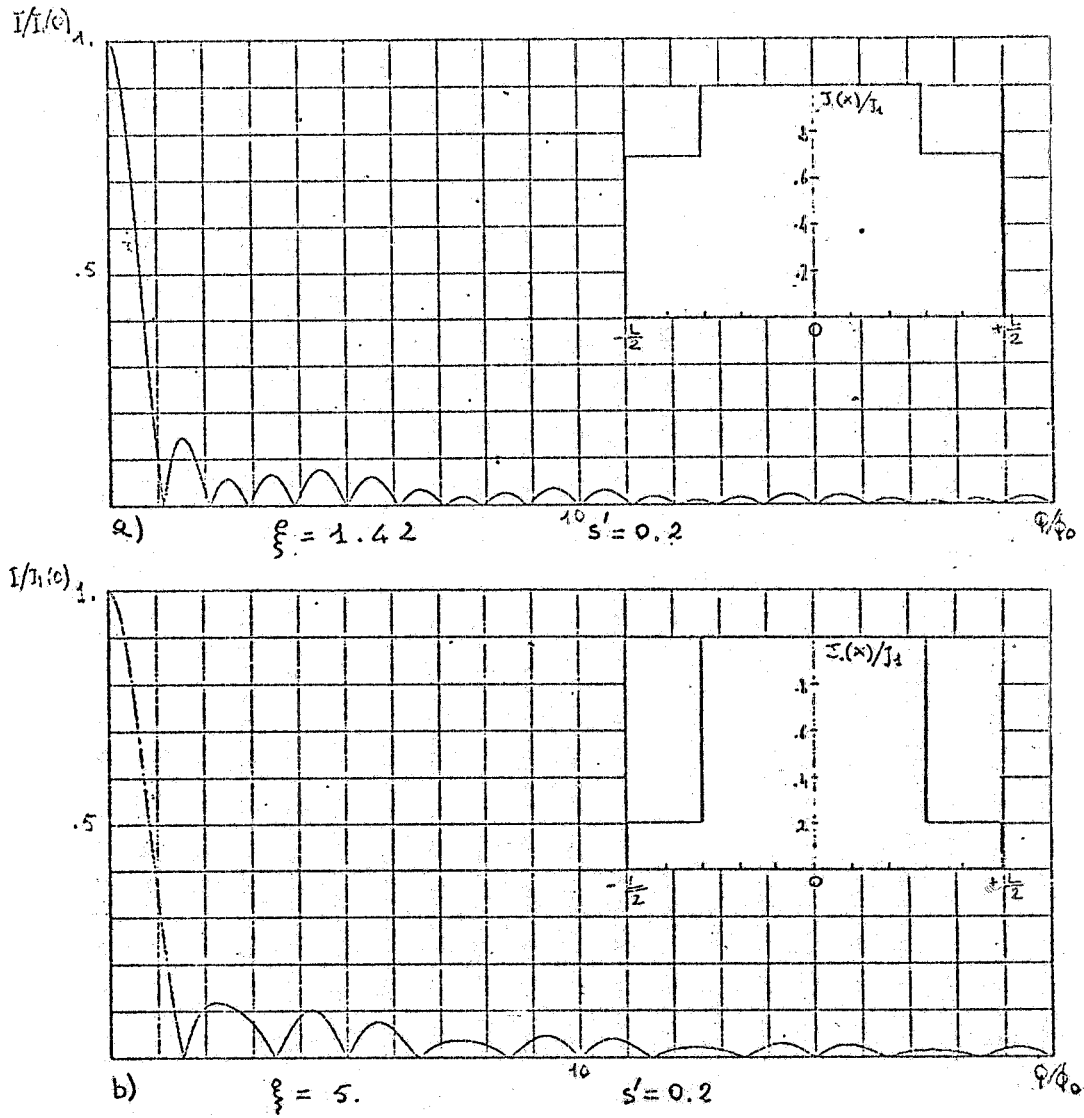 I/I₁(0)
1.
J.(x)/J₁
.8
.6
.4
.2
.5
-L/2
0
+L/2
10
Φ/Φ₀
a)
ξ = 1.42
s' = 0.2
I/I₁(0)
1.
J.(x)/J₁
.8
.6
.4
2
.5
-L/2
0
+L/2
10
Φ/Φ₀
b)
ξ = 5.
s' = 0.2